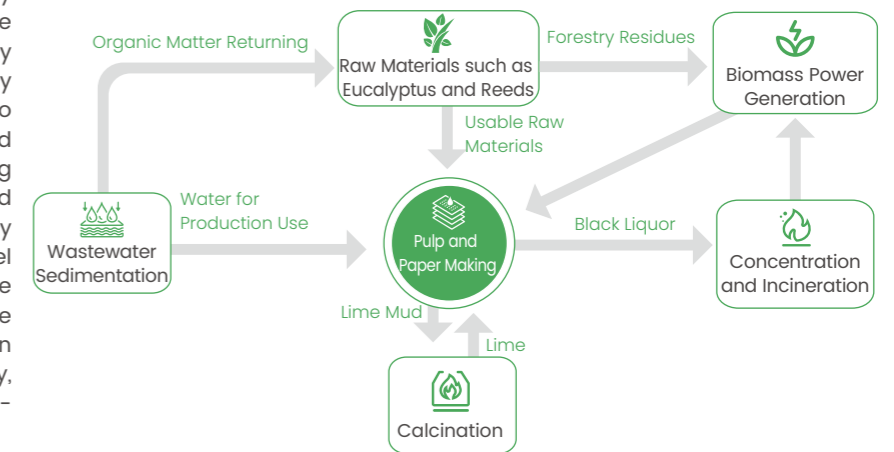 Organic Matter Returning
Raw Materials such as
Eucalyptus and Reeds
Forestry Residues
Biomass Power
Generation
Usable Raw
Materials
Water for
Production Use
Wastewater
Sedimentation
Pulp and
Paper Making
Black Liquor
Concentration
and Incineration
Lime Mud
Lime
Calcination